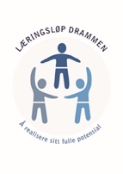 LÆRINGSLØP DRAMMEN
Å realisere sitt fulle potensial